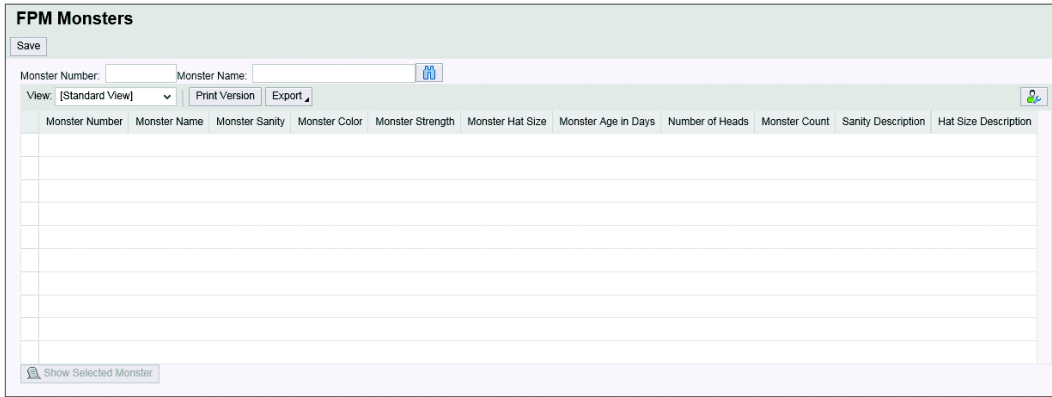 FPM Monsters
Save
Monster Number: Monster Name:
View: [Standard View] Print Version Export
Monster Number Monster Name Monster Sanity Monster Color Monster Strength Monster Hat Size Monster Age in Days Number of Heads Monster Count Sanity Description Hat Size Description
Show Selected Monster